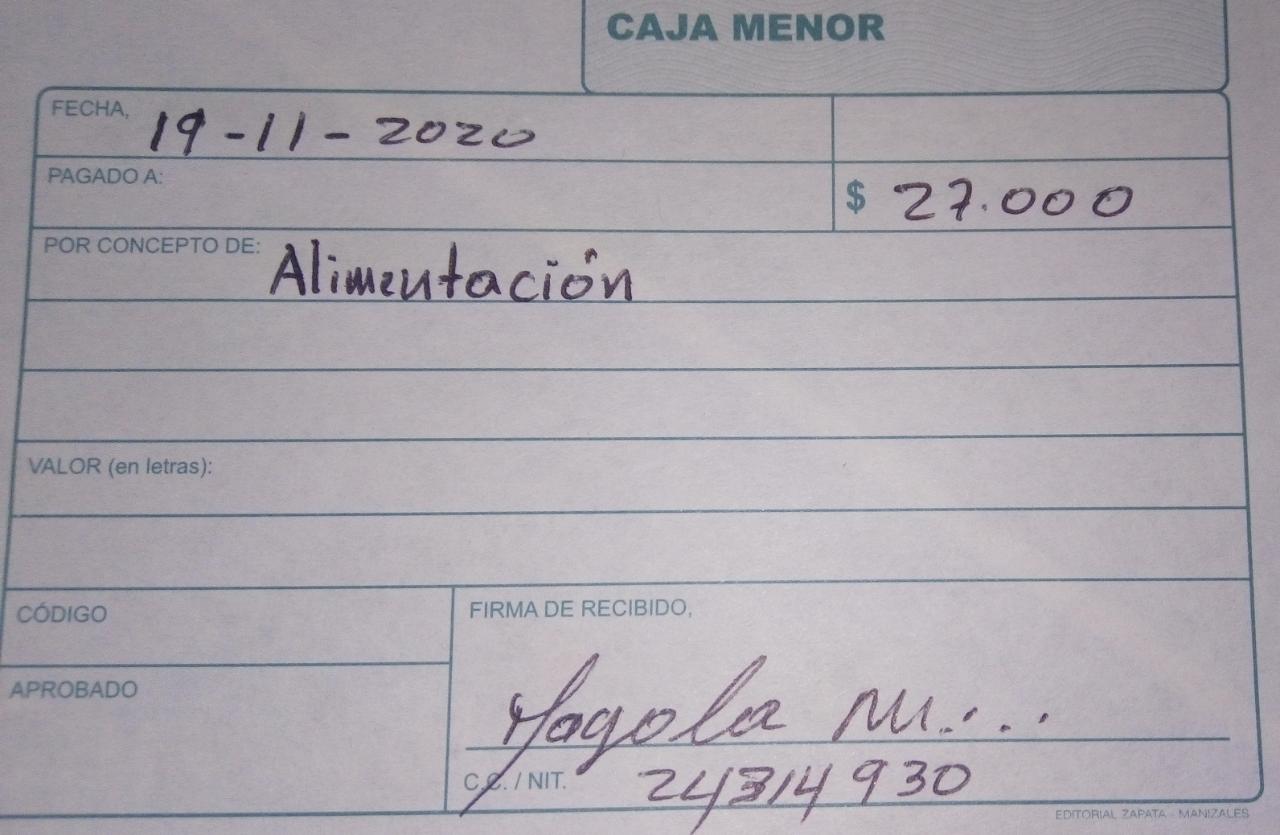 CAJA MENOR
FECHA, 19-11-2020
PAGADO A:
$ 27.000
POR CONCEPTO DE: Alimentación
VALOR (en letras):
CÓDIGO
FIRMA DE RECIBIDO,
APROBADO
Magola M...
C.C. / NIT. 24314930
EDITORIAL ZAPATA - MANIZALES